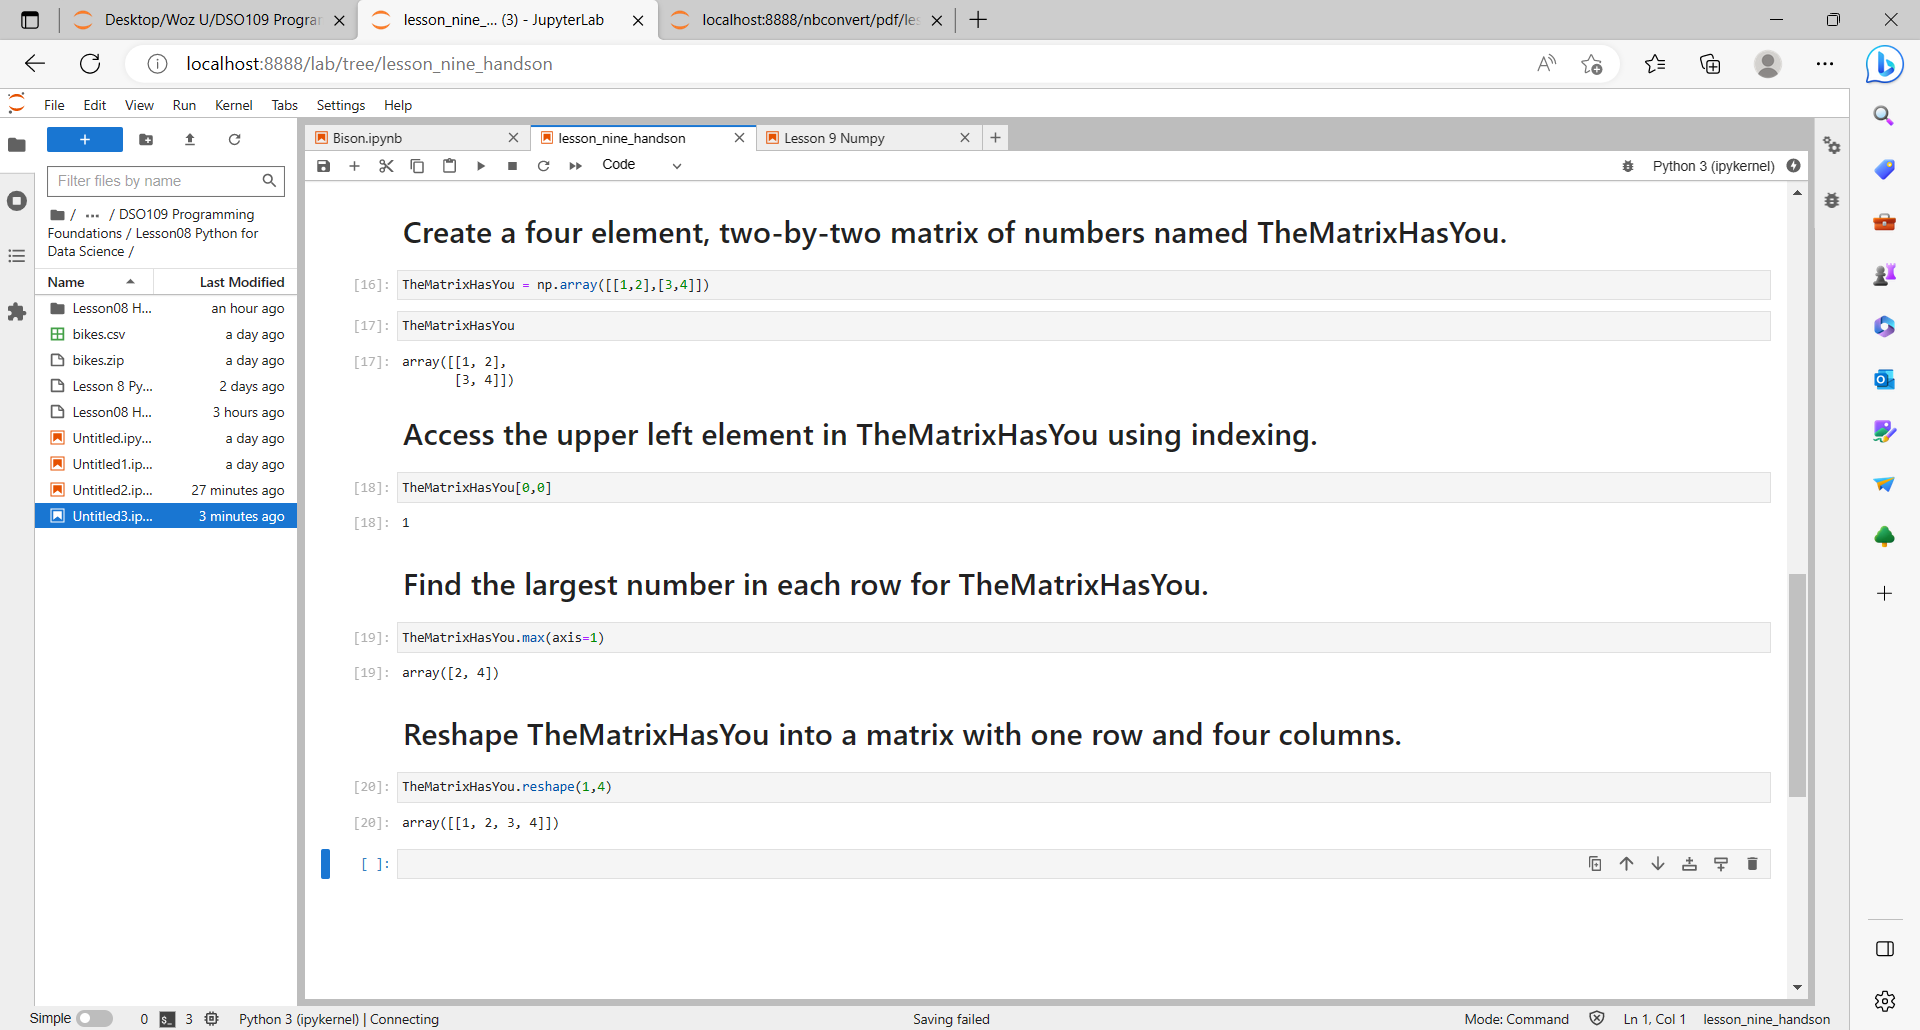 Desktop/Woz U/DSO109 Progra
lesson_nine_... (3) - JupyterLab
localhost:8888/nbconvert/pdf/les
localhost:8888/lab/tree/lesson_nine_handson
File Edit View Run Kernel Tabs Settings Help
Bison.ipynb
lesson_nine_handson
Lesson 9 Numpy
Code
Python 3 (ipykernel)
Filter files by name
/ ... / DSO109 Programming
Foundations / Lesson08 Python for
Data Science /
Name Last Modified
Lesson08 H... an hour ago
bikes.csv a day ago
bikes.zip a day ago
Lesson 8 Py... 2 days ago
Lesson08 H... 3 hours ago
Untitled.ipy... a day ago
Untitled1.ip... a day ago
Untitled2.ip... 27 minutes ago
Untitled3.ip... 3 minutes ago
Create a four element, two-by-two matrix of numbers named TheMatrixHasYou.
[16]: TheMatrixHasYou = np.array([[1,2],[3,4]])
[17]: TheMatrixHasYou
[17]: array([[1, 2],
[3, 4]])
Access the upper left element in TheMatrixHasYou using indexing.
[18]: TheMatrixHasYou[0,0]
[18]: 1
Find the largest number in each row for TheMatrixHasYou.
[19]: TheMatrixHasYou.max(axis=1)
[19]: array([2, 4])
Reshape TheMatrixHasYou into a matrix with one row and four columns.
[20]: TheMatrixHasYou.reshape(1,4)
[20]: array([[1, 2, 3, 4]])
[ ]:
Simple 0 3 Python 3 (ipykernel) | Connecting Saving failed Mode: Command Ln 1, Col 1 lesson_nine_handson